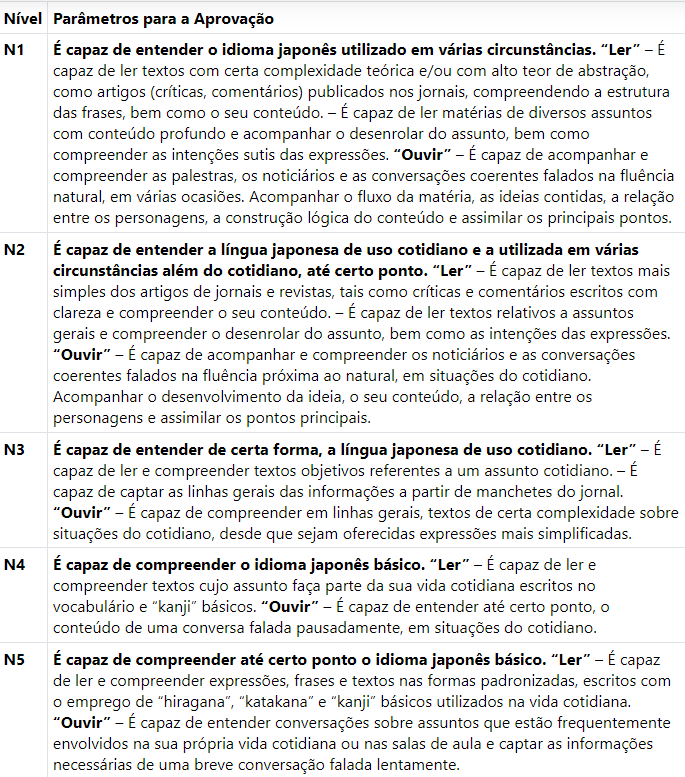 Nível Parâmetros para a Aprovação
N1 É capaz de entender o idioma japonês utilizado em várias circunstâncias. “Ler” – É
capaz de ler textos com certa complexidade teórica e/ou com alto teor de abstração,
como artigos (críticas, comentários) publicados nos jornais, compreendendo a estrutura
das frases, bem como o seu conteúdo. – É capaz de ler matérias de diversos assuntos
com conteúdo profundo e acompanhar o desenrolar do assunto, bem como
compreender as intenções sutis das expressões. “Ouvir” – É capaz de acompanhar e
compreender as palestras, os noticiários e as conversações coerentes falados na fluência
natural, em várias ocasiões. Acompanhar o fluxo da matéria, as ideias contidas, a relação
entre os personagens, a construção lógica do conteúdo e assimilar os principais pontos.
N2 É capaz de entender a língua japonesa de uso cotidiano e a utilizada em várias
circunstâncias além do cotidiano, até certo ponto. “Ler” – É capaz de ler textos mais
simples dos artigos de jornais e revistas, tais como críticas e comentários escritos com
clareza e compreender o seu conteúdo. – É capaz de ler textos relativos a assuntos
gerais e compreender o desenrolar do assunto, bem como as intenções das expressões.
“Ouvir” – É capaz de acompanhar e compreender os noticiários e as conversações
coerentes falados na fluência próxima ao natural, em situações do cotidiano.
Acompanhar o desenvolvimento da ideia, o seu conteúdo, a relação entre os
personagens e assimilar os pontos principais.
N3 É capaz de entender de certa forma, a língua japonesa de uso cotidiano. “Ler” – É
capaz de ler e compreender textos objetivos referentes a um assunto cotidiano. – É
capaz de captar as linhas gerais das informações a partir de manchetes do jornal.
“Ouvir” – É capaz de compreender em linhas gerais, textos de certa complexidade sobre
situações do cotidiano, desde que sejam oferecidas expressões mais simplificadas.
N4 É capaz de compreender o idioma japonês básico. “Ler” – É capaz de ler e
compreender textos cujo assunto faça parte da sua vida cotidiana escritos no
vocabulário e “kanji” básicos. “Ouvir” – É capaz de entender até certo ponto, o
conteúdo de uma conversa falada pausadamente, em situações do cotidiano.
N5 É capaz de compreender até certo ponto o idioma japonês básico. “Ler” – É capaz
de ler e compreender expressões, frases e textos nas formas padronizadas, escritos com
o emprego de “hiragana”, “katakana” e “kanji” básicos utilizados na vida cotidiana.
“Ouvir” – É capaz de entender conversações sobre assuntos que estão frequentemente
envolvidos na sua própria vida cotidiana ou nas salas de aula e captar as informações
necessárias de uma breve conversação falada lentamente.